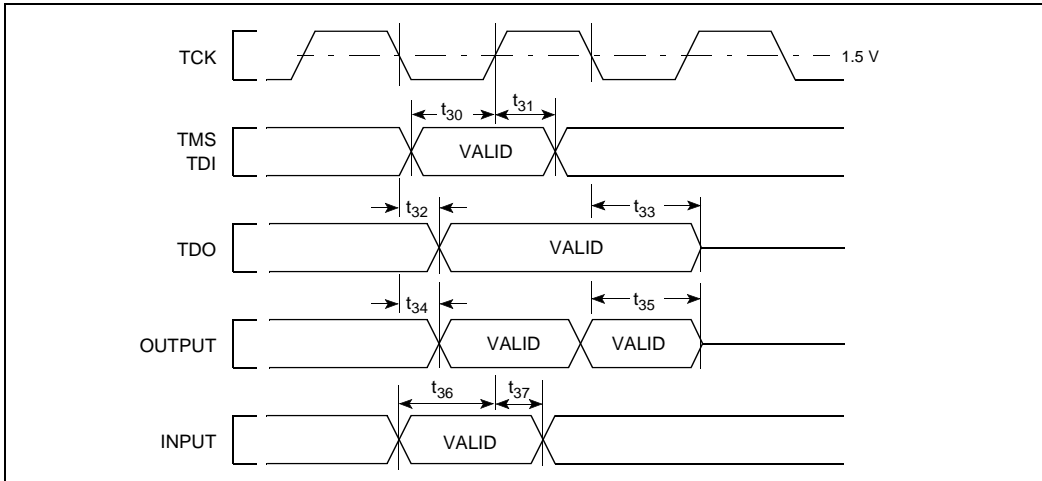 TCK
1.5 V
t30
t31
TMS
TDI
VALID
t32
t33
TDO
VALID
t34
t35
OUTPUT
VALID
VALID
t36
t37
INPUT
VALID